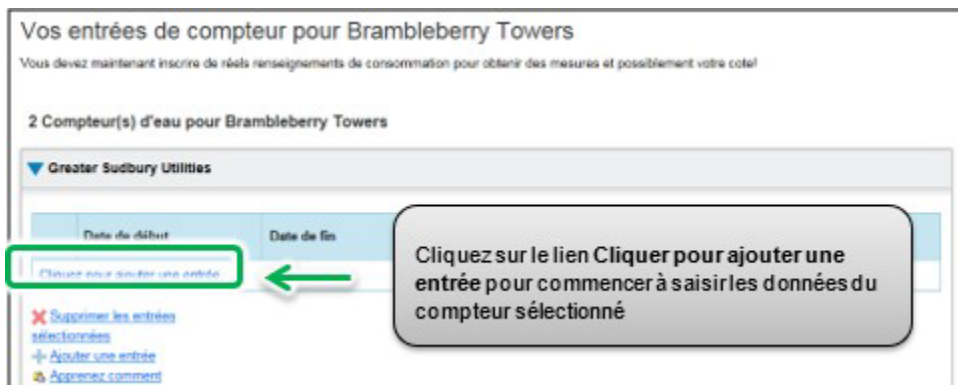 Vos entrées de compteur pour Brambleberry Towers
Vous devez maintenant inscrire de réels renseignements de consommation pour obtenir des mesures et possiblement votre cote!
2 Compteur(s) d'eau pour Brambleberry Towers
Greater Sudbury Utilities
Date de début Date de fin
Cliquez pour ajouter une entrée
Cliquez sur le lien Cliquer pour ajouter une
entrée pour commencer à saisir les données du
compteur sélectionné
Supprimer les entrées
sélectionnées
Ajouter une entrée
Apprenez comment